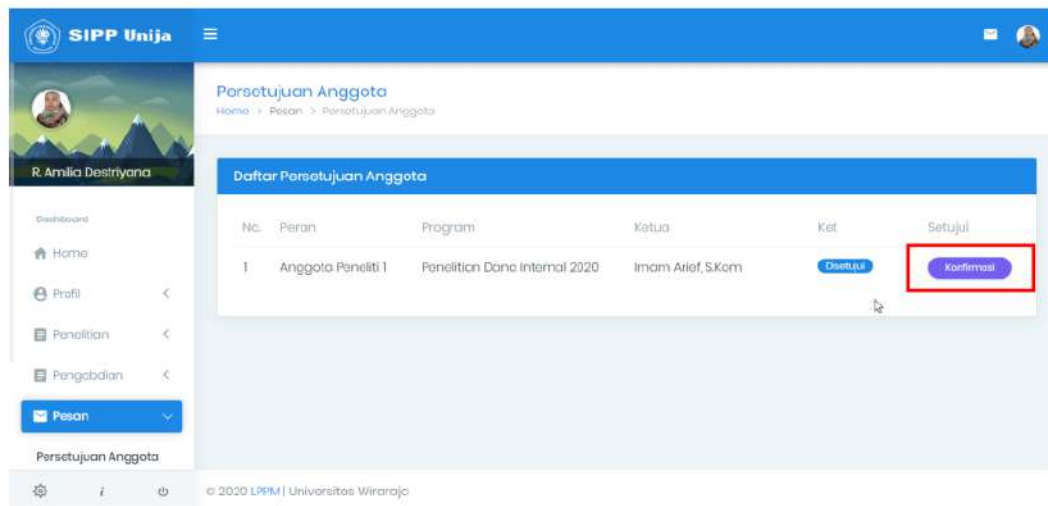 SIPP Unija
Persetujuan Anggota
Home > Pesan > Persetujuan Anggota
R. Amilia Destriyana
Daftar Persetujuan Anggota
No. Peran Program Ketua Ket Setujui
1 Anggota Peneliti 1 Penelitian Dana Internal 2020 Imam Arief, S.Kom Disetujui Konfirmasi
Dashboard
Home
Profil
Penelitian
Pengabdian
Pesan
Persetujuan Anggota
© 2020 LPPM | Universitas Wiraraja